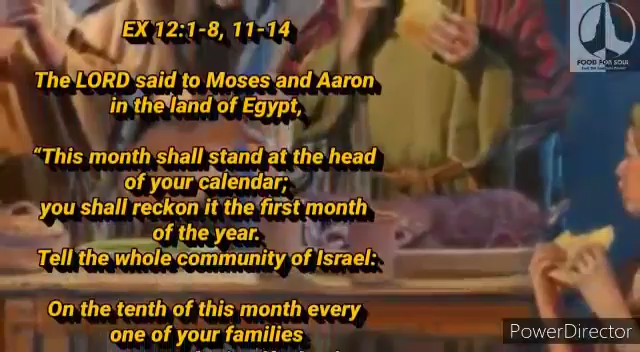 EX 12:1-8, 11-14
FOOD FOR SOUL
The LORD said to Moses and Aaron
in the land of Egypt,
“This month shall stand at the head
of your calendar;
you shall reckon it the first month
of the year.
Tell the whole community of Israel:
On the tenth of this month every
one of your families
PowerDirector